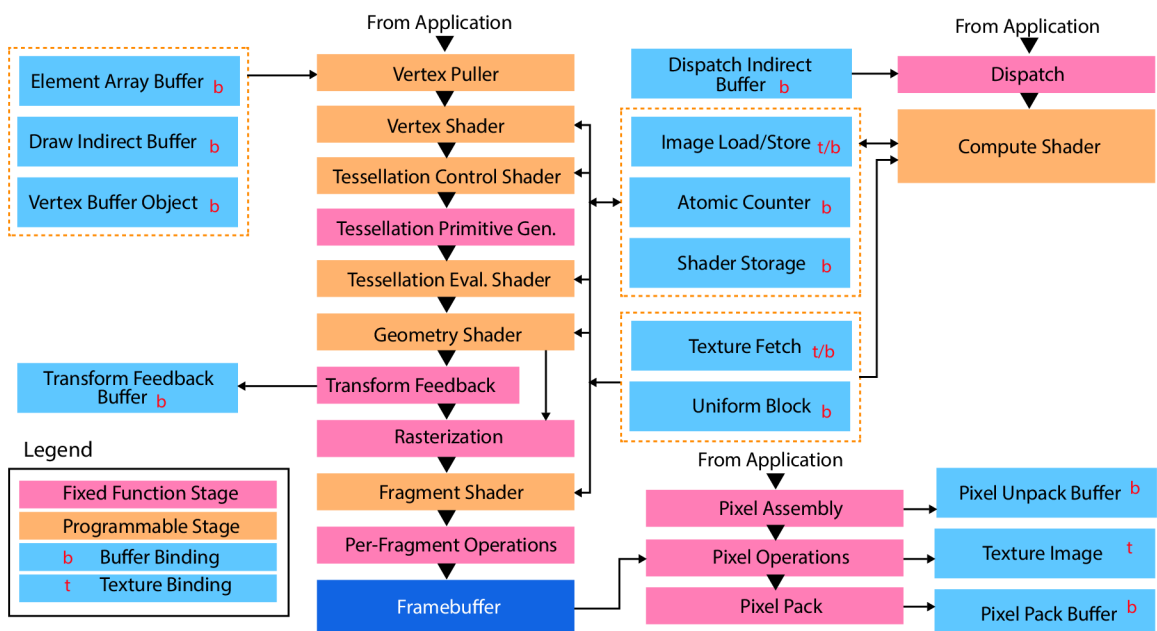 From Application
Element Array Buffer b
Draw Indirect Buffer b
Vertex Buffer Object b
Vertex Puller
Vertex Shader
Tessellation Control Shader
Tessellation Primitive Gen.
Tessellation Eval. Shader
Geometry Shader
Transform Feedback
Transform Feedback
Buffer b
Rasterization
Fragment Shader
Per-Fragment Operations
Framebuffer
Dispatch Indirect
Buffer b
From Application
Dispatch
Compute Shader
Image Load/Store t/b
Atomic Counter b
Shader Storage b
Texture Fetch t/b
Uniform Block b
From Application
Pixel Assembly
Pixel Operations
Pixel Pack
Pixel Unpack Buffer b
Texture Image t
Pixel Pack Buffer b
Legend
Fixed Function Stage
Programmable Stage
b Buffer Binding
t Texture Binding